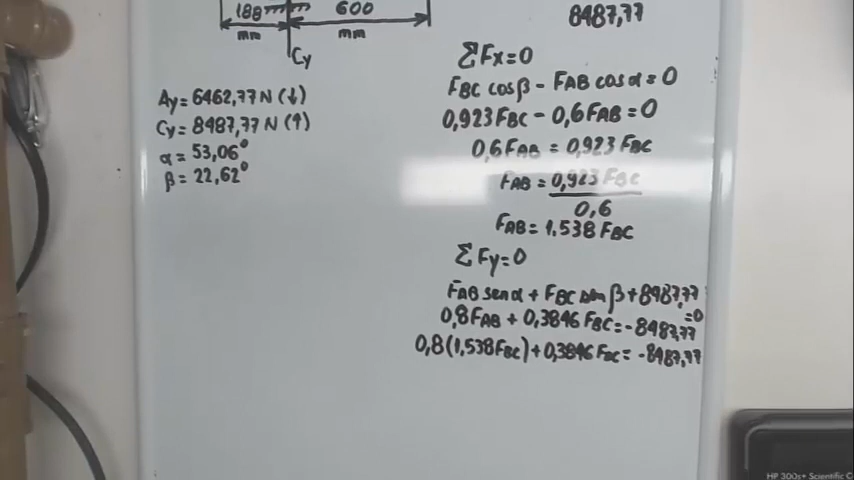 188 600
mm mm
Cy
Ay = 6462,77 N (↓)
Cy = 8487,77 N (↑)
α = 53,06°
β = 22,62°
8487,77
ΣFx=0
FBC cosβ - FAB cosα = 0
0,923 FBC - 0,6 FAB = 0
0,6 FAB = 0,923 FBC
FAB = 0,923 FBC
0,6
FAB = 1,538 FBC
ΣFy=0
FAB senα + FBC sen β + 8487,77
=0
0,8 FAB + 0,3846 FBC = -8487,77
0,8(1,538 FBC) + 0,3846 FBC = -8487,77
HP 300s+ Scientific C